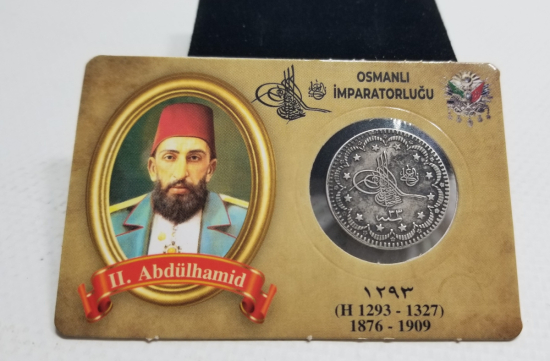 OSMANLI
İMPARATORLUĞU
II. Abdülhamid
١٢٩٣
(H 1293 - 1327)
1876 - 1909